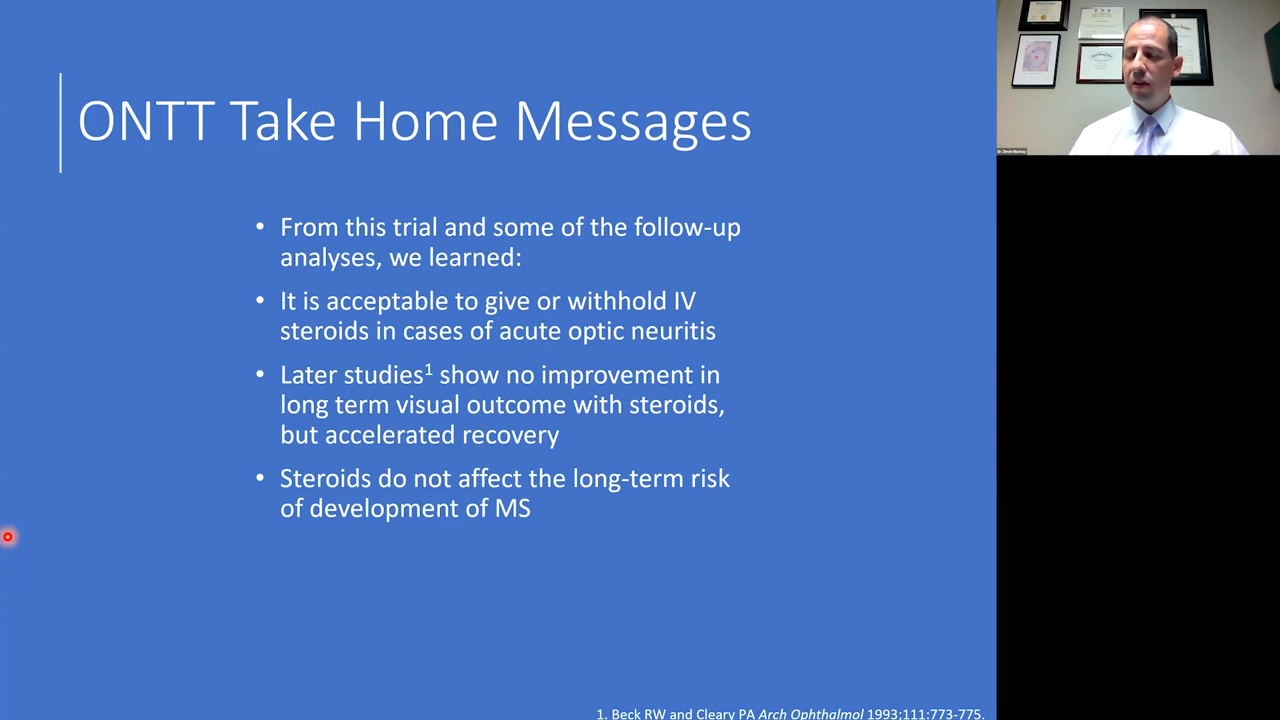 ONTT Take Home Messages
• From this trial and some of the follow-up
analyses, we learned:
• It is acceptable to give or withhold IV
steroids in cases of acute optic neuritis
• Later studies¹ show no improvement in
long term visual outcome with steroids,
but accelerated recovery
• Steroids do not affect the long-term risk
of development of MS
1. Beck RW and Cleary PA Arch Ophthalmol 1993;111:773-775.
Dr. Devin Mackay